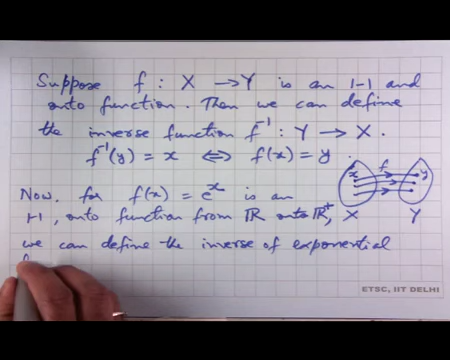 Suppose f : X → Y is an 1-1 and
onto function. Then we can define
the inverse function f⁻¹ : Y → X.
f⁻¹(y) = x ⇔ f(x) = y.
f
x y
X Y
Now. for f(x) = eˣ is an
1-1, onto function from ℝ onto ℝ⁺,
we can define the inverse of exponential
ETSC, IIT DELHI